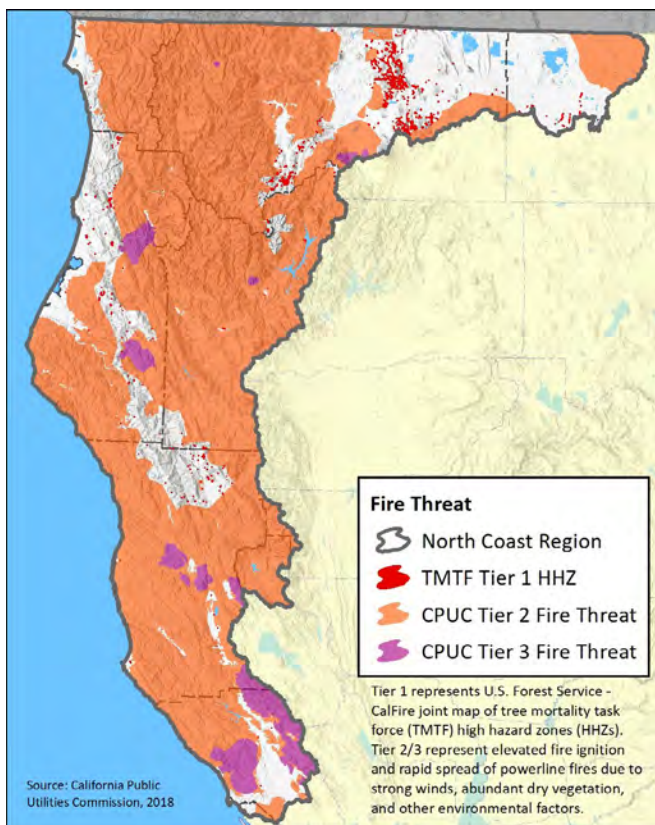 Fire Threat
North Coast Region
TMTF Tier 1 HHZ
CPUC Tier 2 Fire Threat
CPUC Tier 3 Fire Threat
Tier 1 represents U.S. Forest Service -
CalFire joint map of tree mortality task
force (TMTF) high hazard zones (HHZs).
Tier 2/3 represent elevated fire ignition
and rapid spread of powerline fires due to
strong winds, abundant dry vegetation,
and other environmental factors.
Source: California Public
Utilities Commission, 2018